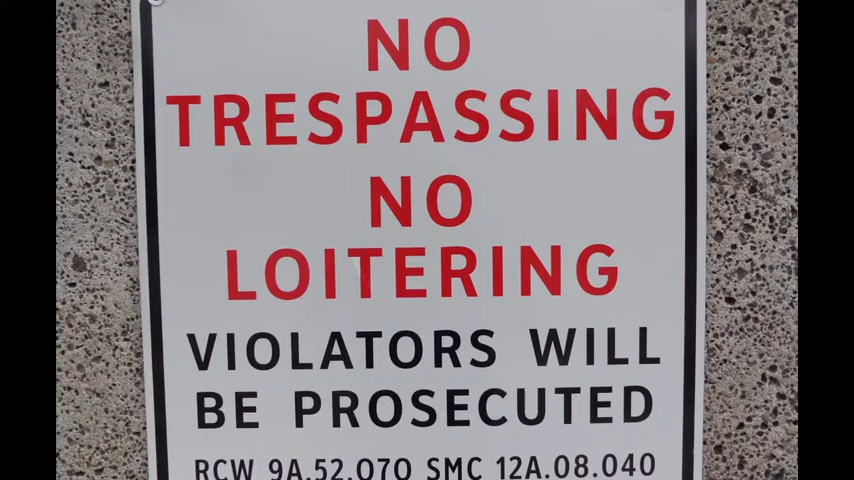 NO
TRESPASSING
NO
LOITERING
VIOLATORS WILL
BE PROSECUTED
RCW 9A.52.070 SMC 12A.08.040